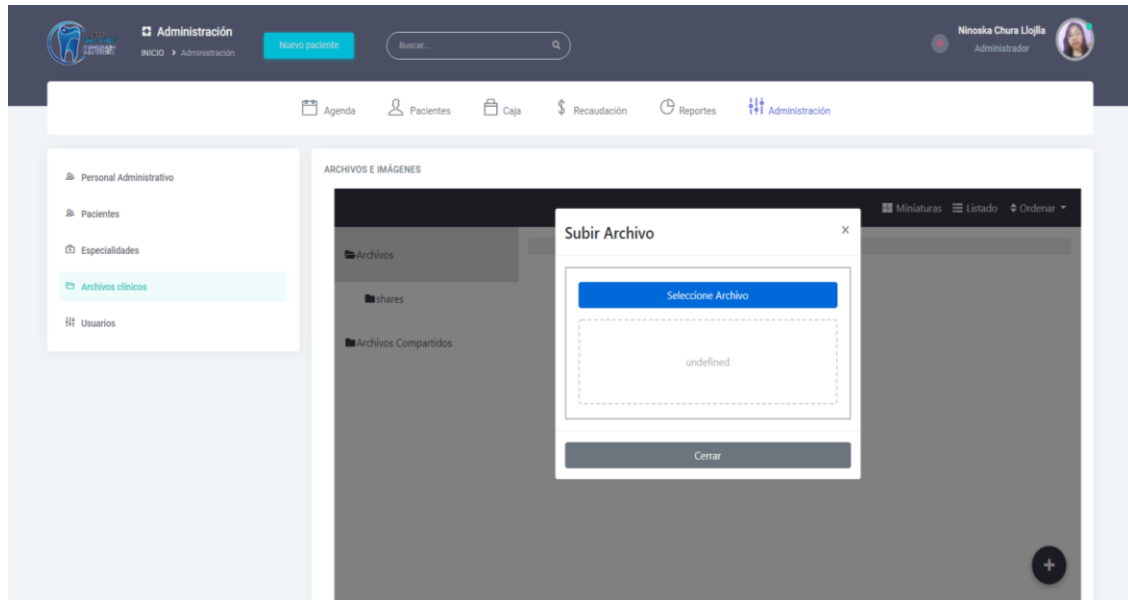 Administración
INICIO > Administración
Nuevo paciente
Buscar...
Ninoska Chura Llojlla
Administrador
Agenda
Pacientes
Caja
$ Recaudación
Reportes
Administración
Personal Administrativo
Pacientes
Especialidades
Archivos clínicos
Usuarios
ARCHIVOS E IMÁGENES
Miniaturas
Listado
Ordenar
Archivos
shares
Archivos Compartidos
Subir Archivo
x
Seleccione Archivo
undefined
Cerrar
+